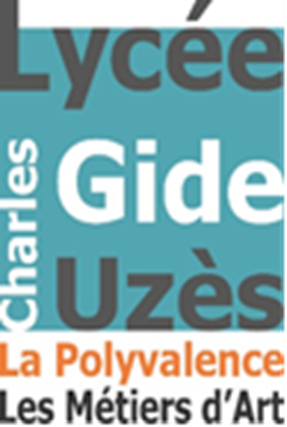 Lycée
Charles
Gide
Uzès
La Polyvalence
Les Métiers d'Art